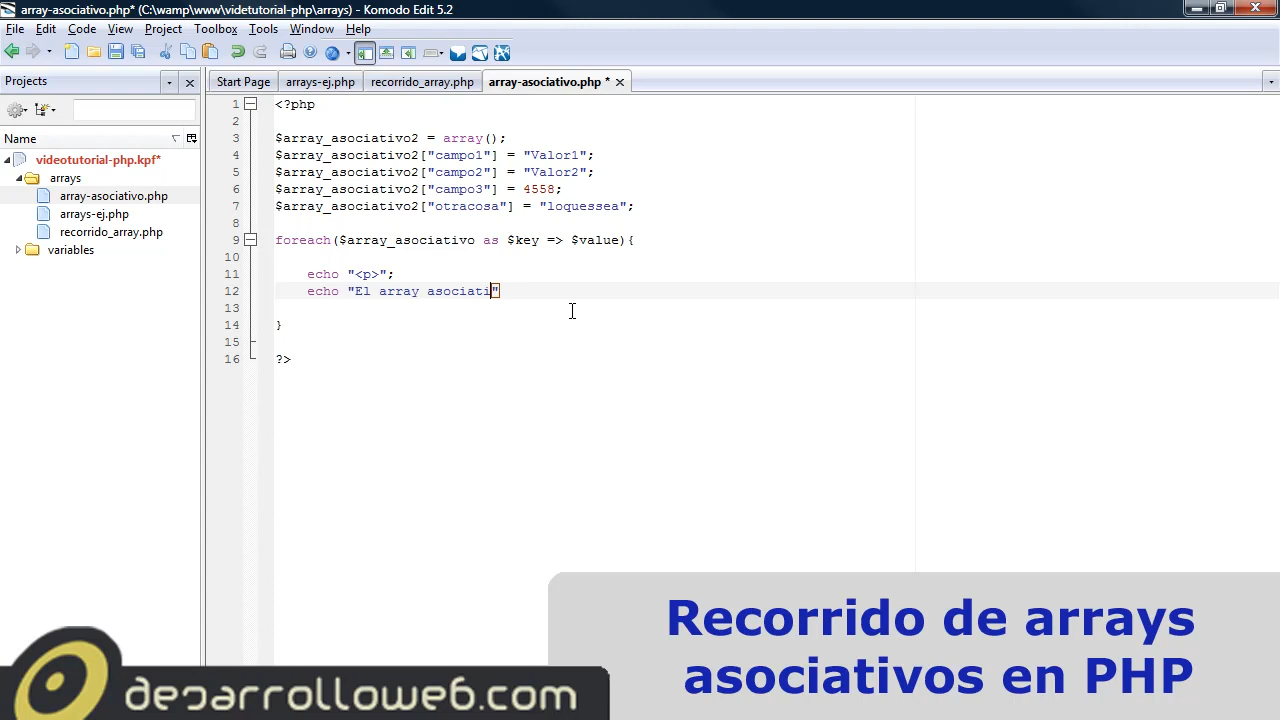 array-asociativo.php* (C:\wamp\www\videtutorial-php\arrays) - Komodo Edit 5.2
File Edit Code View Project Toolbox Tools Window Help
Projects
Start Page arrays-ej.php recorrido_array.php array-asociativo.php *
Name
videotutorial-php.kpf*
arrays
array-asociativo.php
arrays-ej.php
recorrido_array.php
variables
1 <?php
2
3 $array_asociativo2 = array();
4 $array_asociativo2["campo1"] = "Valor1";
5 $array_asociativo2["campo2"] = "Valor2";
6 $array_asociativo2["campo3"] = 4558;
7 $array_asociativo2["otracosa"] = "loquessea";
8
9 foreach($array_asociativo as $key => $value){
10
11 echo "<p>";
12 echo "El array asociati"
13
14 }
15
16 ?>
Recorrido de arrays
asociativos en PHP
desarrolloweb.com